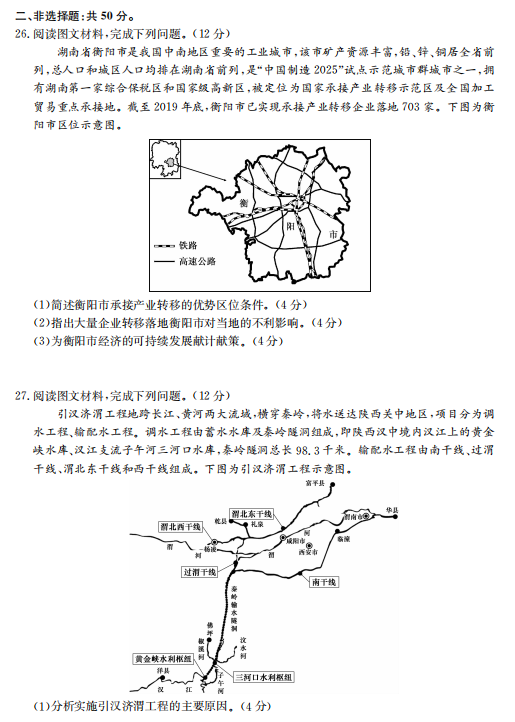 二、非选择题:共 50 分。
26. 阅读图文材料,完成下列问题。(12 分)
湖南省衡阳市是我国中南地区重要的工业城市,该市矿产资源丰富,铅、锌、铜居全省前
列,总人口和城区人口均排在湖南省前列,是“中国制造 2025”试点示范城市群城市之一,拥
有湖南第一家综合保税区和国家级高新区,被定位为国家承接产业转移示范区及全国加工
贸易重点承接地。截至 2019 年底,衡阳市已实现承接产业转移企业落地 703 家。下图为衡
阳市区位示意图。
衡
阳
市
铁路
高速公路
(1)简述衡阳市承接产业转移的优势区位条件。(4 分)
(2)指出大量企业转移落地衡阳市对当地的不利影响。(4 分)
(3)为衡阳市经济的可持续发展献计献策。(4 分)
27. 阅读图文材料,完成下列问题。(12 分)
引汉济渭工程地跨长江、黄河两大流域,横穿秦岭,将水送达陕西关中地区,项目分为调
水工程、输配水工程。调水工程由蓄水水库及秦岭隧洞组成,即陕西汉中境内汉江上的黄金
峡水库、汉江支流子午河三河口水库,秦岭隧洞总长 98.3 千米。输配水工程由南干线、过渭
干线、渭北东干线和西干线组成。下图为引汉济渭工程示意图。
富平县
渭北东干线
华县
渭南市
乾县
礼泉
渭北西干线
河
临潼
咸阳市
西安市
渭
杨凌
河
渭
过渭干线
南干线
秦岭输水隧洞
佛坪
椒溪河
汶水河
黄金峡水利枢纽
三河口水利枢纽
洋县
子午河
汉
江
(1)分析实施引汉济渭工程的主要原因。(4 分)